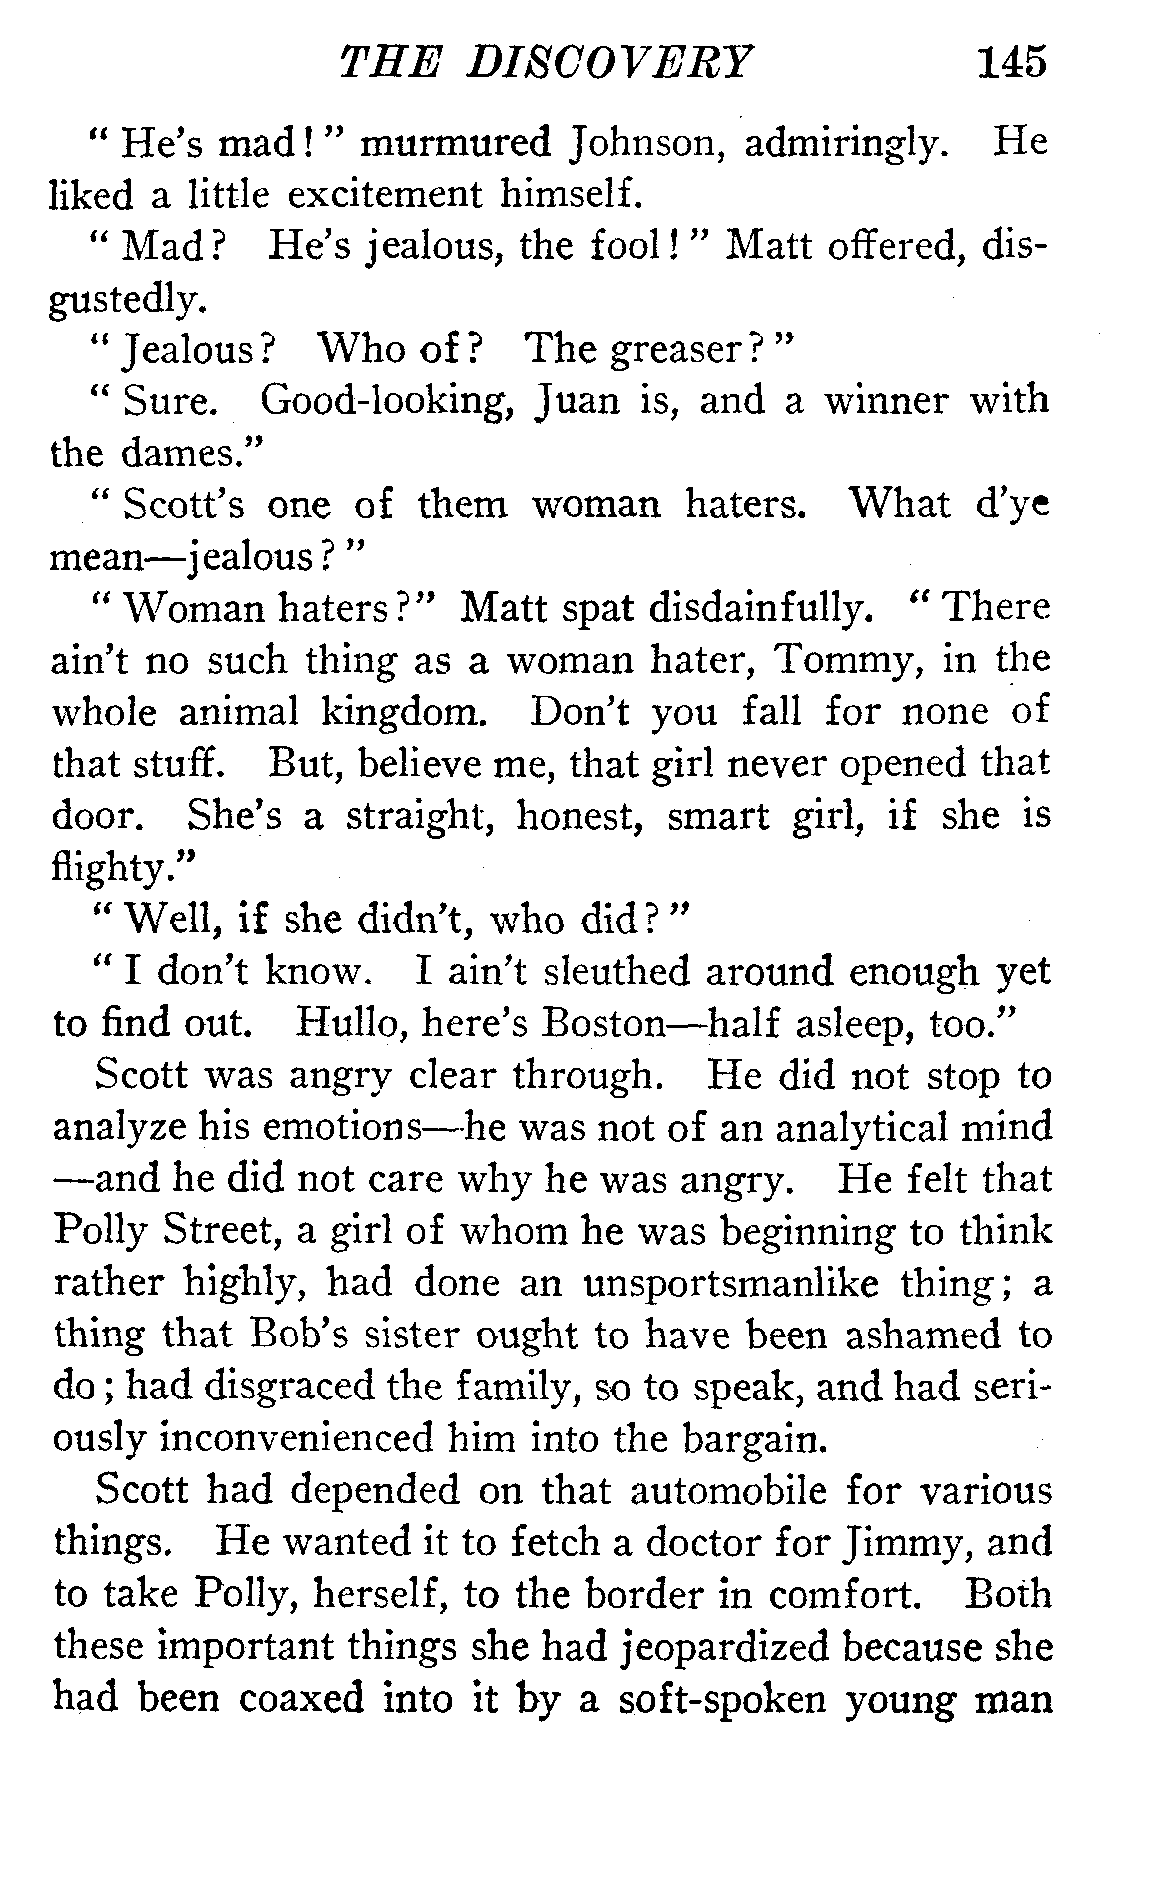 THE DISCOVERY 145
" He's mad! " murmured Johnson, admiringly. He
liked a little excitement himself.
" Mad? He's jealous, the fool! " Matt offered, dis-
gustedly.
" Jealous? Who of? The greaser? "
" Sure. Good-looking, Juan is, and a winner with
the dames."
" Scott's one of them woman haters. What d'ye
mean—jealous? "
" Woman haters?" Matt spat disdainfully. " There
ain't no such thing as a woman hater, Tommy, in the
whole animal kingdom. Don't you fall for none of
that stuff. But, believe me, that girl never opened that
door. She's a straight, honest, smart girl, if she is
flighty."
" Well, if she didn't, who did? "
" I don't know. I ain't sleuthed around enough yet
to find out. Hullo, here's Boston—half asleep, too."
Scott was angry clear through. He did not stop to
analyze his emotions—he was not of an analytical mind
—and he did not care why he was angry. He felt that
Polly Street, a girl of whom he was beginning to think
rather highly, had done an unsportsmanlike thing; a
thing that Bob's sister ought to have been ashamed to
do; had disgraced the family, so to speak, and had seri-
ously inconvenienced him into the bargain.
Scott had depended on that automobile for various
things. He wanted it to fetch a doctor for Jimmy, and
to take Polly, herself, to the border in comfort. Both
these important things she had jeopardized because she
had been coaxed into it by a soft-spoken young man